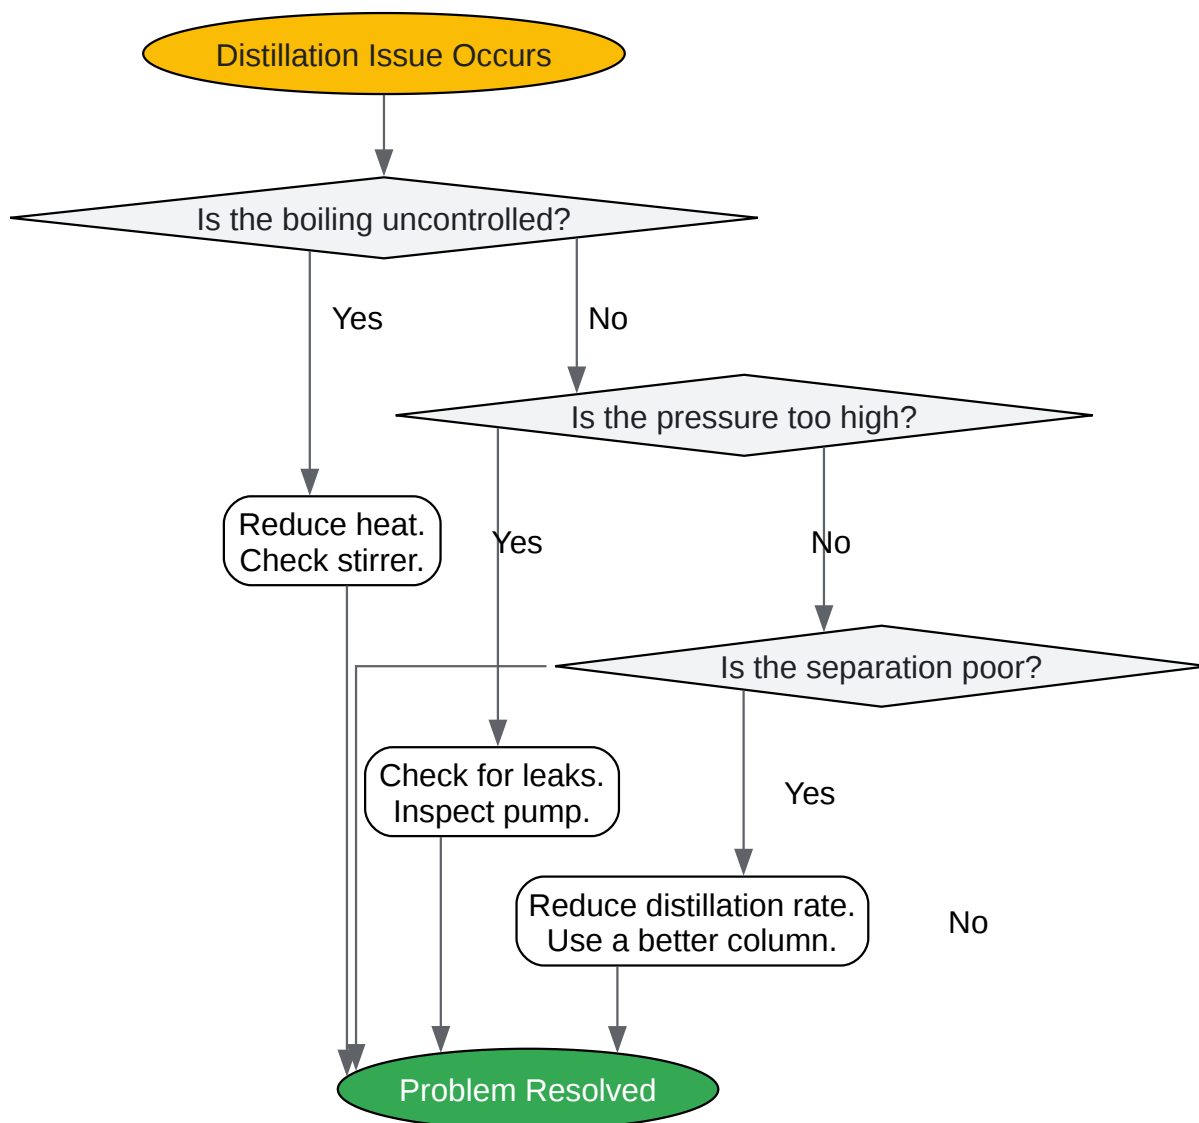 Distillation Issue Occurs
Is the boiling uncontrolled?
Yes
No
Is the pressure too high?
Reduce heat.
Check stirrer.
Yes
No
Is the separation poor?
Check for leaks.
Inspect pump.
Yes
Reduce distillation rate.
Use a better column.
No
Problem Resolved